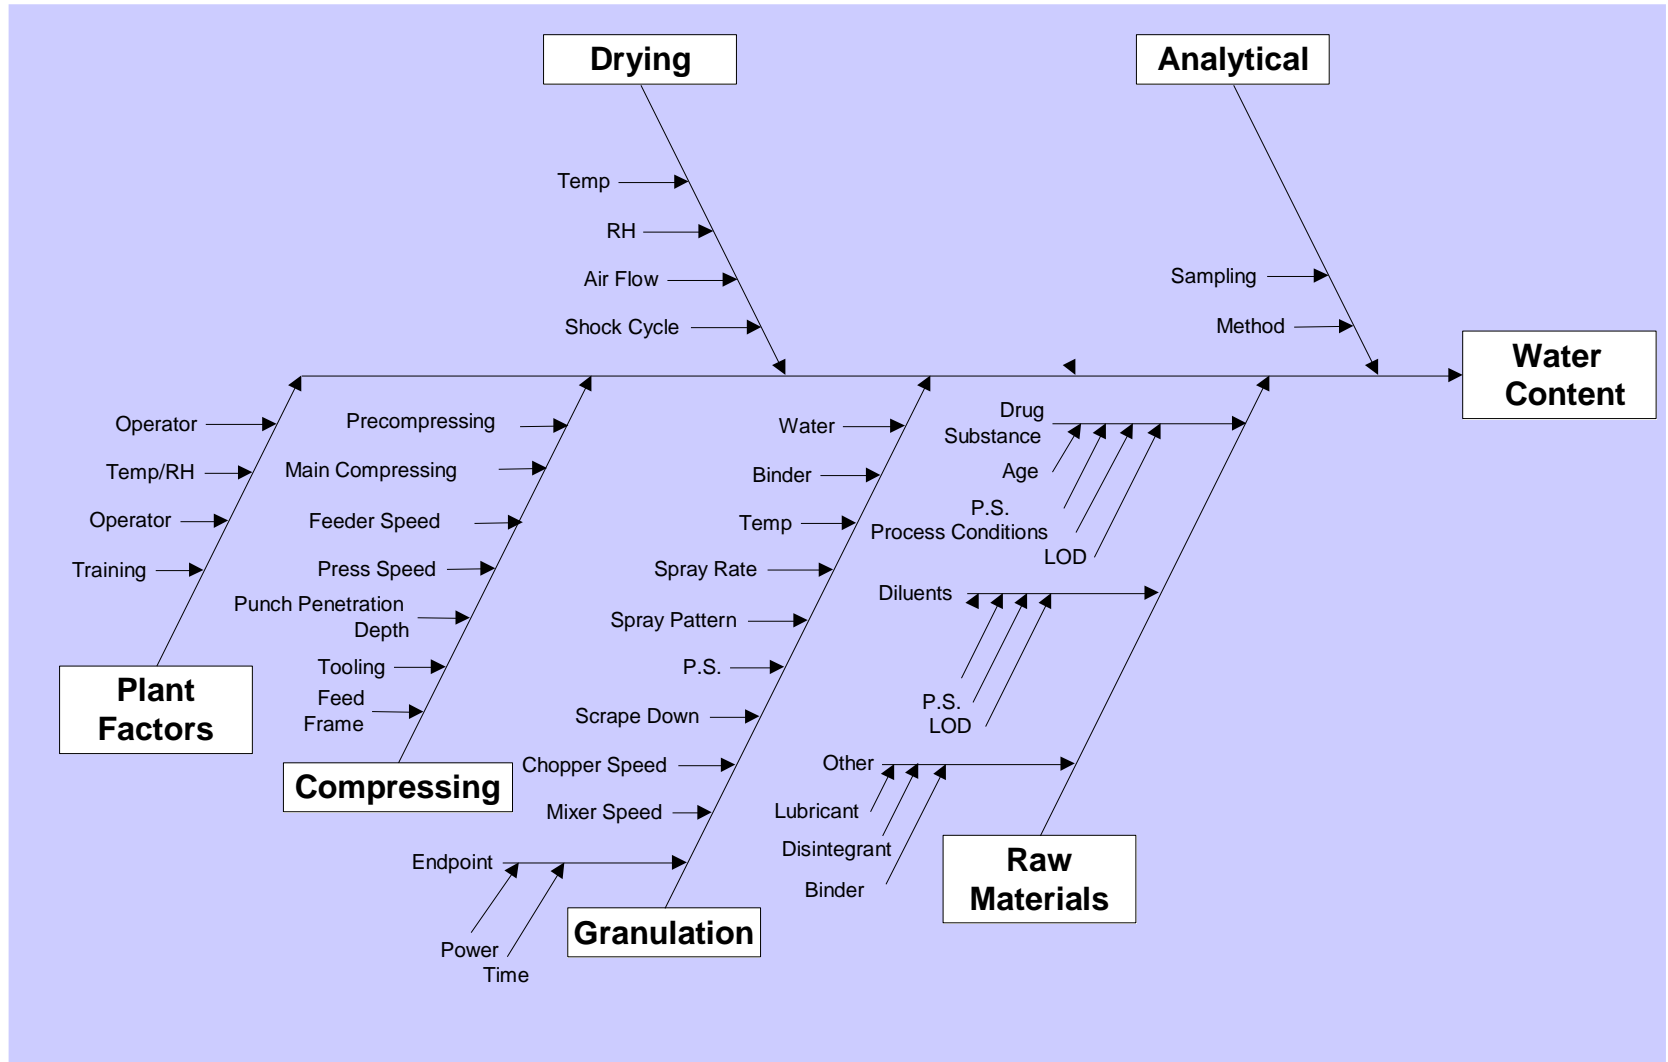 Drying
Analytical
Temp
RH
Air Flow
Shock Cycle
Sampling
Method
Water
Content
Operator
Temp/RH
Operator
Training
Plant
Factors
Precompressing
Main Compressing
Feeder Speed
Press Speed
Punch Penetration
Depth
Tooling
Feed
Frame
Compressing
Water
Binder
Temp
Spray Rate
Spray Pattern
P.S.
Scrape Down
Chopper Speed
Mixer Speed
Endpoint
Power
Time
Granulation
Drug
Substance
Age
P.S.
Process Conditions
LOD
Diluents
P.S.
LOD
Other
Lubricant
Disintegrant
Binder
Raw
Materials